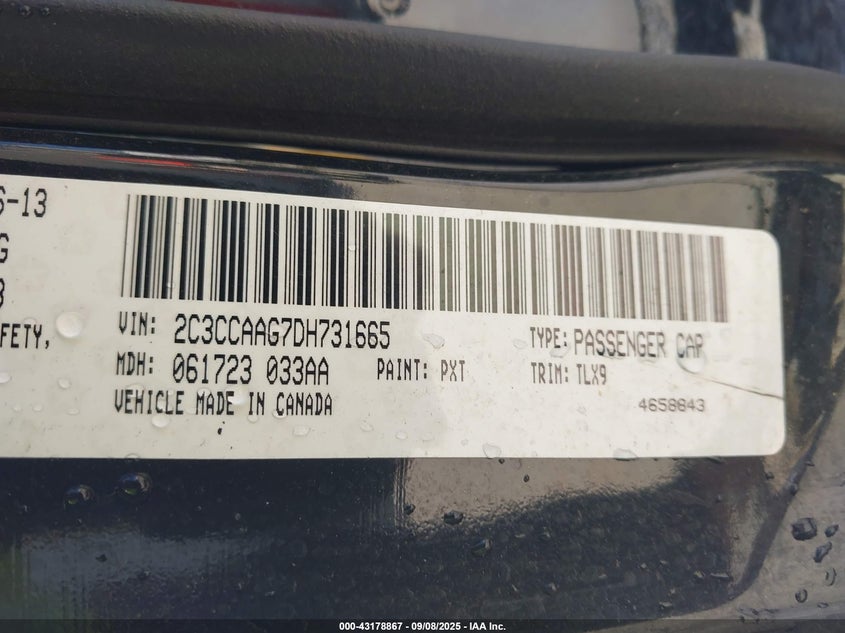 6-13
G
FETY,
VIN: 2C3CCAAG7DH731665
TYPE: PASSENGER CAR
MDH: 061723 033AA
PAINT: PXT
TRIM: TLX9
VEHICLE MADE IN CANADA
4658843
000-43178867 - 09/08/2025 - IAA Inc.